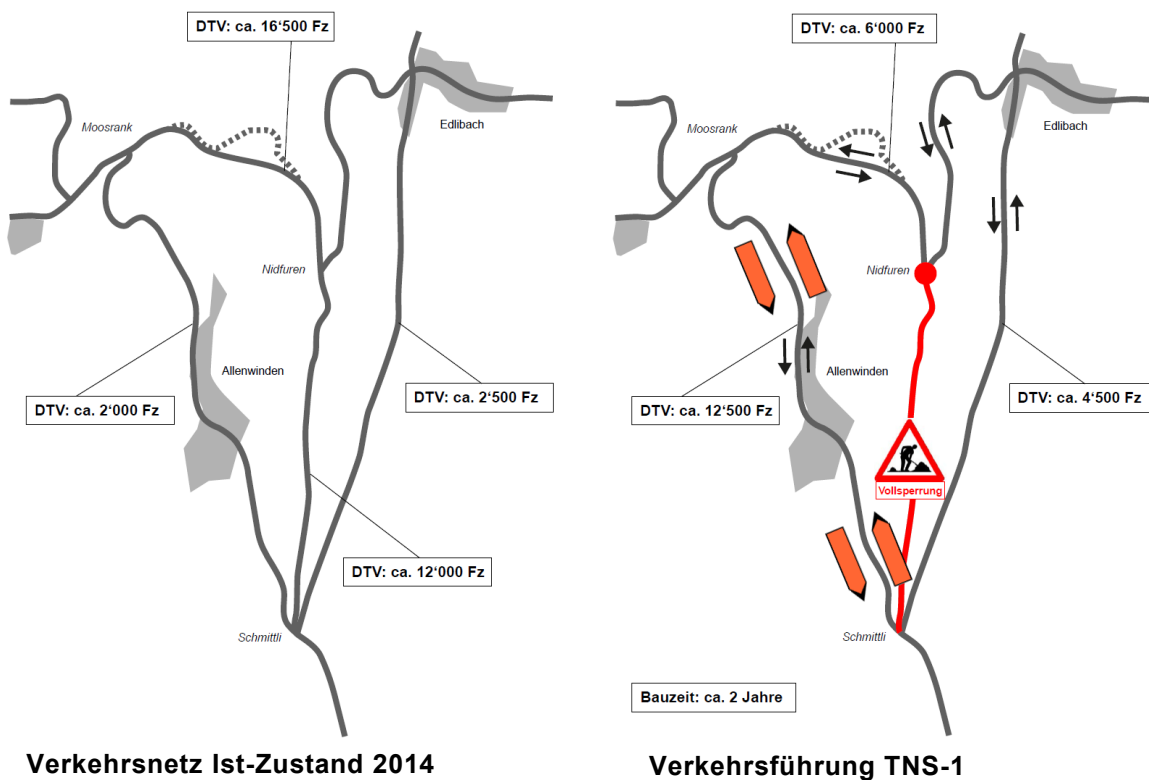 DTV: ca. 16‘500 Fz
Moosrank
Edlibach
Nidfuren
Allenwinden
DTV: ca. 2‘000 Fz
DTV: ca. 2‘500 Fz
DTV: ca. 12‘000 Fz
Schmittli
Verkehrsnetz Ist-Zustand 2014
DTV: ca. 6‘000 Fz
Moosrank
Edlibach
Nidfuren
Allenwinden
DTV: ca. 12‘500 Fz
DTV: ca. 4‘500 Fz
Vollsperrung
Schmittli
Bauzeit: ca. 2 Jahre
Verkehrsführung TNS-1